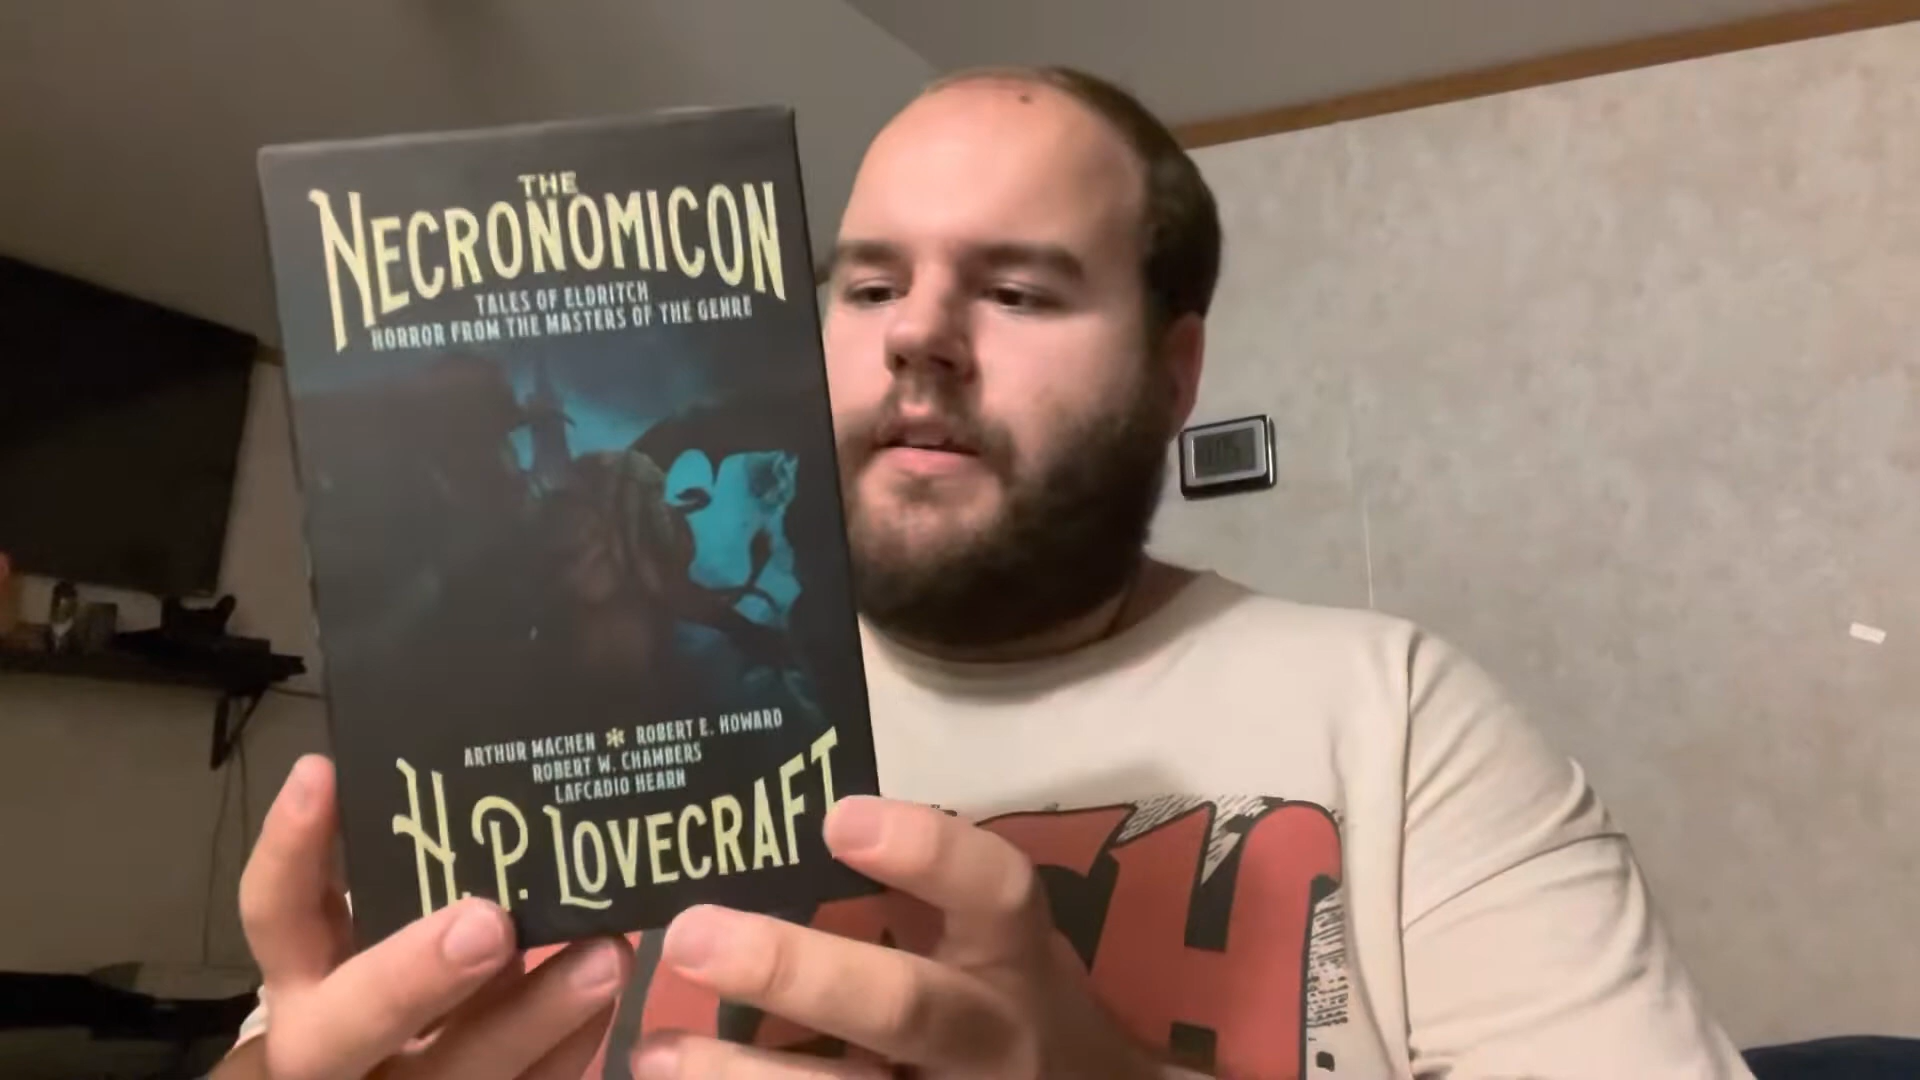 THE
NECRONOMICON
TALES OF ELDRITCH
HORROR FROM THE MASTERS OF THE GENRE
ARTHUR MACHEN * ROBERT E. HOWARD
ROBERT W. CHAMBERS
LAFCADIO HEARN
H.P. LOVECRAFT